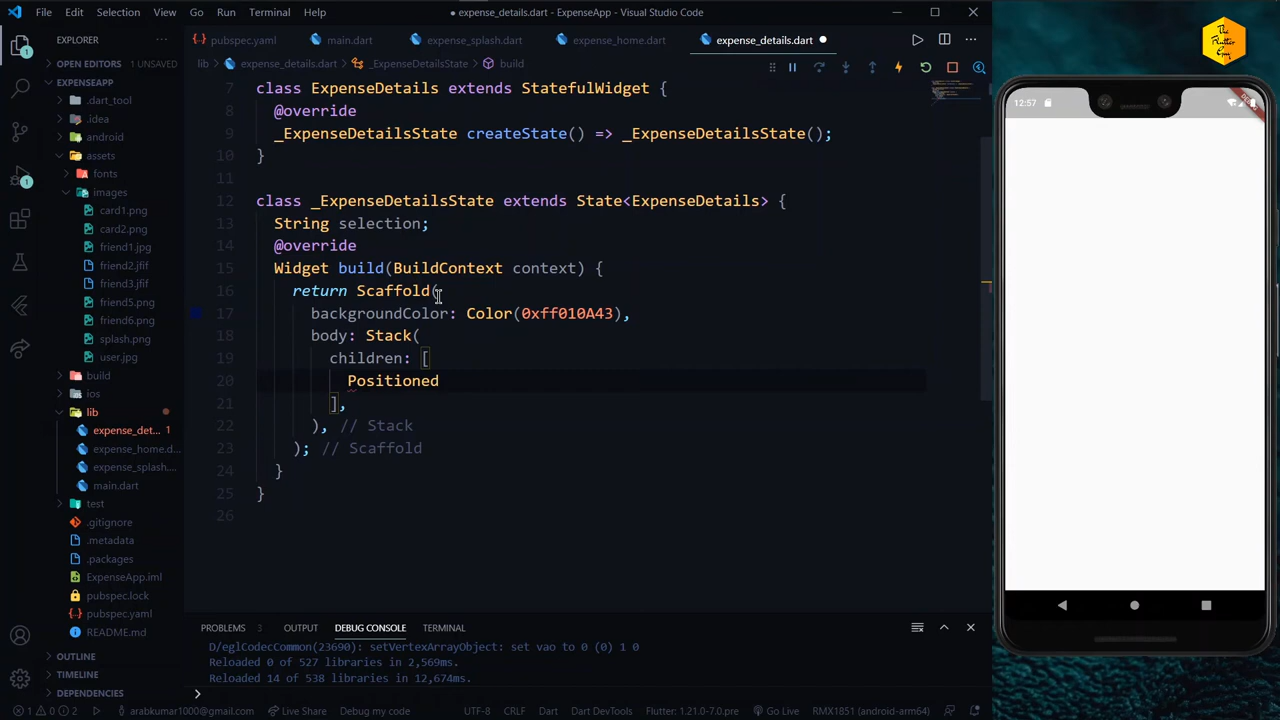 File Edit Selection View Go Run Terminal Help
● expense_details.dart - ExpenseApp - Visual Studio Code
EXPLORER
pubspec.yaml main.dart expense_splash.dart expense_home.dart expense_details.dart
lib > expense_details.dart > _ExpenseDetailsState > build
OPEN EDITORS 1 UNSAVED
EXPENSEAPP
.dart_tool
.idea
android
assets
fonts
images
card1.png
card2.png
friend1.jpg
friend2.jfif
friend3.jfif
friend5.png
friend6.png
splash.png
user.jpg
build
ios
lib
expense_det... 1
expense_home.d...
expense_splash....
main.dart
test
.gitignore
.metadata
.packages
ExpenseApp.iml
pubspec.lock
pubspec.yaml
README.md
OUTLINE
TIMELINE
DEPENDENCIES
7 class ExpenseDetails extends StatefulWidget {
8 @override
9 _ExpenseDetailsState createState() => _ExpenseDetailsState();
10 }
11
12 class _ExpenseDetailsState extends State<ExpenseDetails> {
13 String selection;
14 @override
15 Widget build(BuildContext context) {
16 return Scaffold(
17 backgroundColor: Color(0xff010A43),
18 body: Stack(
19 children: [
20 Positioned
21 ],
22 ), // Stack
23 ); // Scaffold
24 }
25 }
26
PROBLEMS 3 OUTPUT DEBUG CONSOLE TERMINAL
D/eglCodecCommon(23690): setVertexArrayObject: set vao to 0 (0) 1 0
Reloaded 0 of 527 libraries in 2,569ms.
Reloaded 14 of 538 libraries in 12,674ms.
1 0 2 arabkumar1000@gmail.com Live Share Debug my code UTF-8 CRLF Dart Dart DevTools Flutter: 1.21.0-7.0.pre Go Live RMX1851 (android-arm64)
12:57
The Flutter Guy